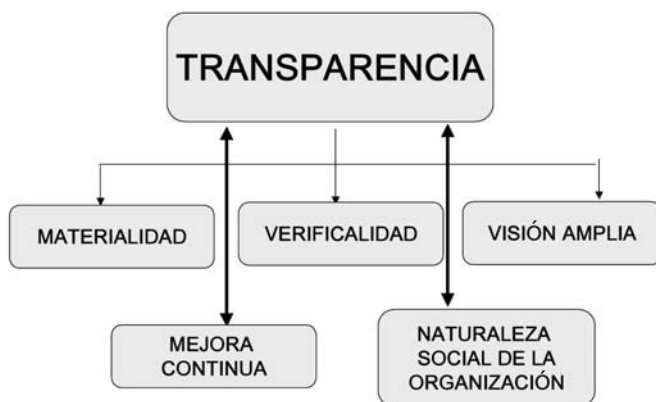 TRANSPARENCIA
MATERIALIDAD
VERIFICALIDAD
VISIÓN AMPLIA
MEJORA
CONTINUA
NATURALEZA
SOCIAL DE LA
ORGANIZACIÓN